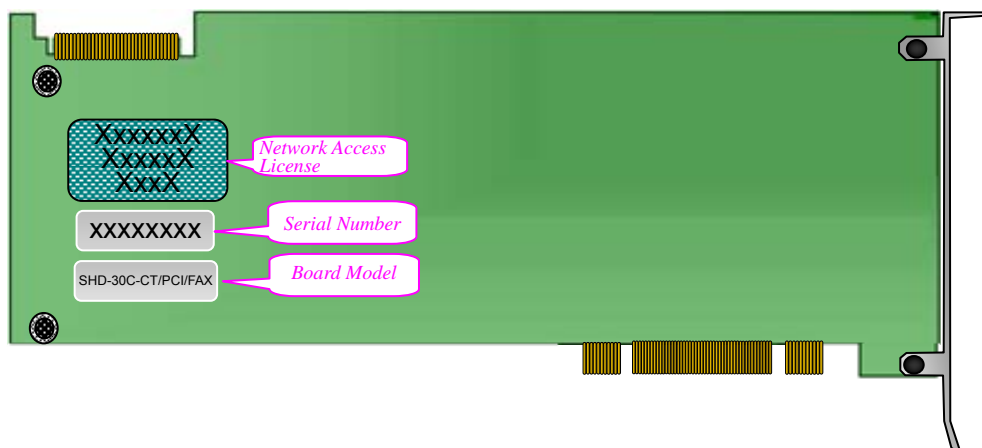 XxxxxxX
XxxxxX
XxxX
Network Access
License
XXXXXXXX
Serial Number
SHD-30C-CT/PCI/FAX
Board Model